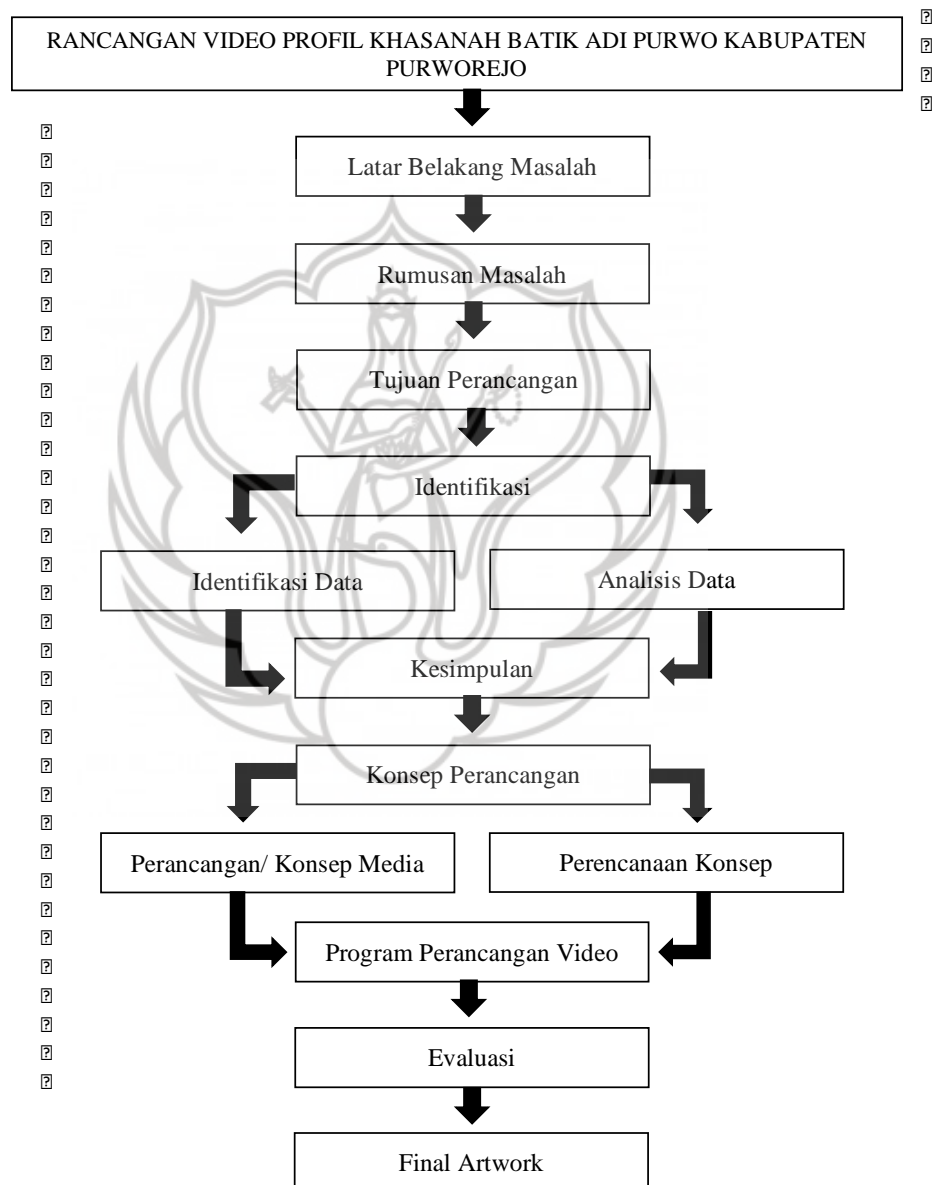 RANCANGAN VIDEO PROFIL KHASANAH BATIK ADI PURWO KABUPATEN
PURWOREJO
Latar Belakang Masalah
Rumusan Masalah
Tujuan Perancangan
Identifikasi
Identifikasi Data
Analisis Data
Kesimpulan
Konsep Perancangan
Perancangan/ Konsep Media
Perencanaan Konsep
Program Perancangan Video
Evaluasi
Final Artwork